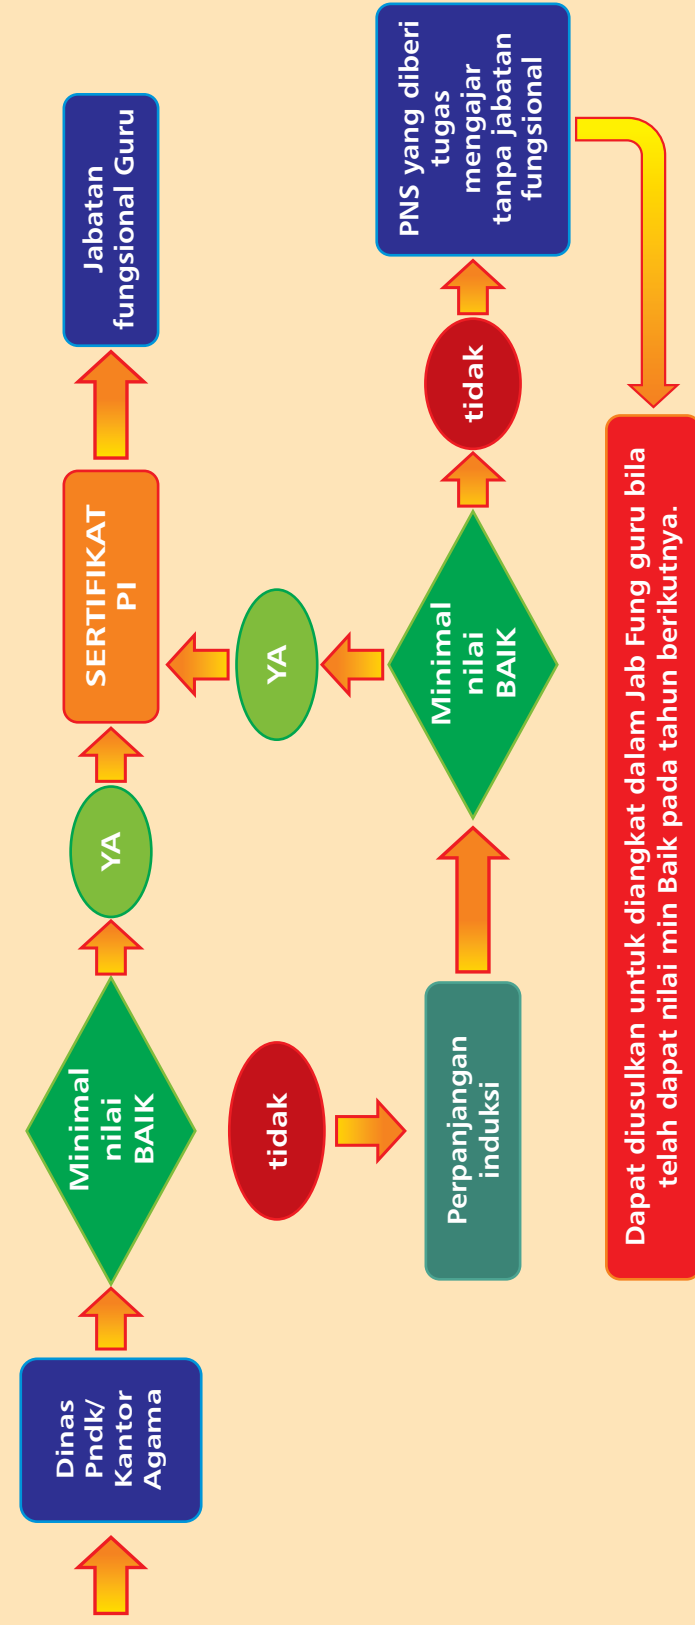 Dinas
Pndk/
Kantor
Agama
Minimal
nilai
BAIK
YA
SERTIFIKAT
PI
Jabatan
fungsional Guru
tidak
Perpanjangan
induksi
Minimal
nilai
BAIK
YA
tidak
PNS yang diberi
tugas
mengajar
tanpa jabatan
fungsional
Dapat diusulkan untuk diangkat dalam Jab Fung guru bila
telah dapat nilai min Baik pada tahun berikutnya.